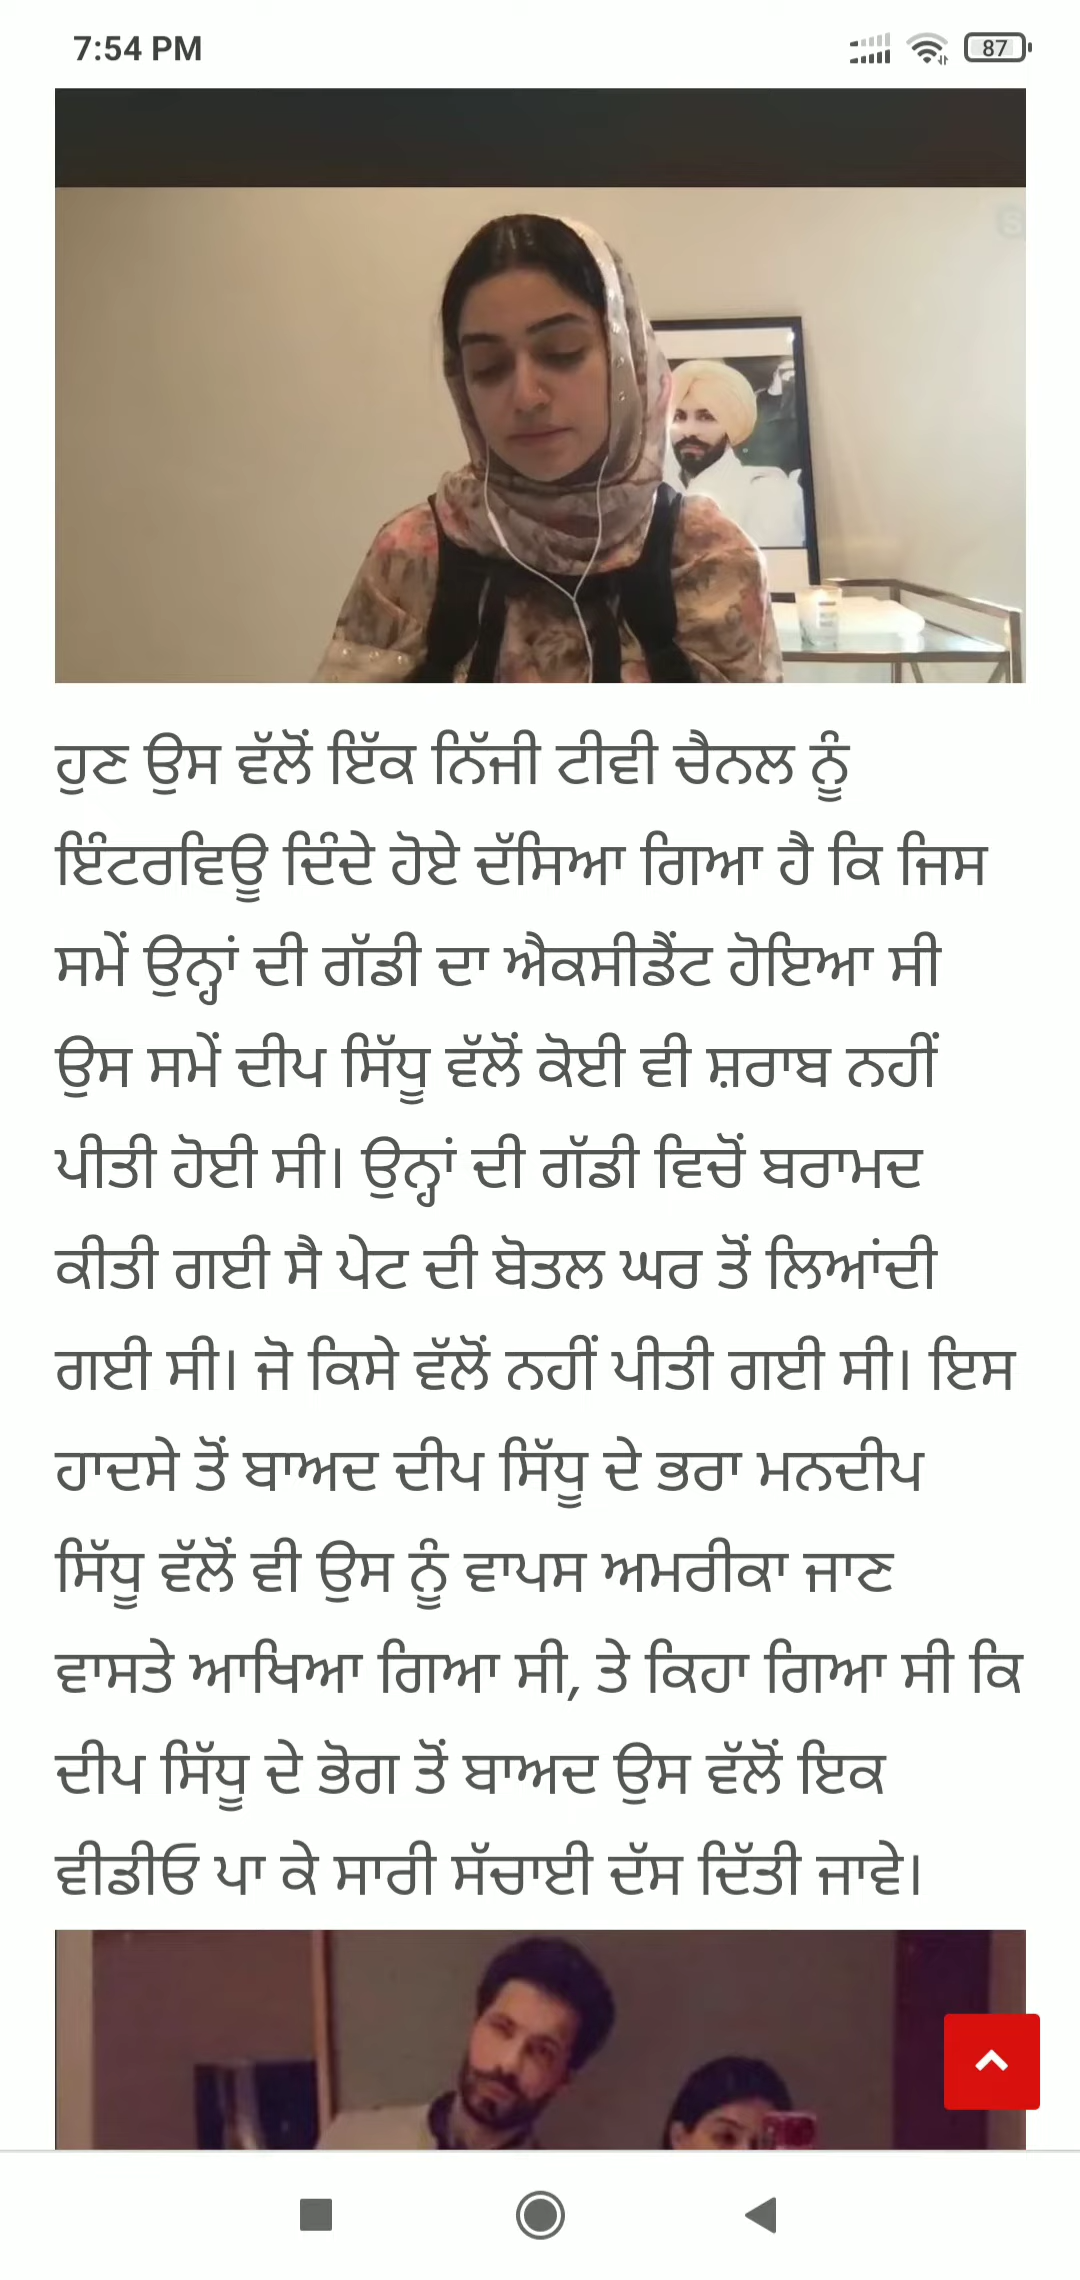 7:54 PM
87
S
ਹੁਣ ਉਸ ਵੱਲੋਂ ਇੱਕ ਨਿੱਜੀ ਟੀਵੀ ਚੈਨਲ ਨੂੰ
ਇੰਟਰਵਿਊ ਦਿੰਦੇ ਹੋਏ ਦੱਸਿਆ ਗਿਆ ਹੈ ਕਿ ਜਿਸ
ਸਮੇਂ ਉਨ੍ਹਾਂ ਦੀ ਗੱਡੀ ਦਾ ਐਕਸੀਡੈਂਟ ਹੋਇਆ ਸੀ
ਉਸ ਸਮੇਂ ਦੀਪ ਸਿੱਧੂ ਵੱਲੋਂ ਕੋਈ ਵੀ ਸ਼ਰਾਬ ਨਹੀਂ
ਪੀਤੀ ਹੋਈ ਸੀ। ਉਨ੍ਹਾਂ ਦੀ ਗੱਡੀ ਵਿਚੋਂ ਬਰਾਮਦ
ਕੀਤੀ ਗਈ ਸੈ ਪੇਟ ਦੀ ਬੋਤਲ ਘਰ ਤੋਂ ਲਿਆਂਦੀ
ਗਈ ਸੀ। ਜੋ ਕਿਸੇ ਵੱਲੋਂ ਨਹੀਂ ਪੀਤੀ ਗਈ ਸੀ। ਇਸ
ਹਾਦਸੇ ਤੋਂ ਬਾਅਦ ਦੀਪ ਸਿੱਧੂ ਦੇ ਭਰਾ ਮਨਦੀਪ
ਸਿੱਧੂ ਵੱਲੋਂ ਵੀ ਉਸ ਨੂੰ ਵਾਪਸ ਅਮਰੀਕਾ ਜਾਣ
ਵਾਸਤੇ ਆਖਿਆ ਗਿਆ ਸੀ, ਤੇ ਕਿਹਾ ਗਿਆ ਸੀ ਕਿ
ਦੀਪ ਸਿੱਧੂ ਦੇ ਭੋਗ ਤੋਂ ਬਾਅਦ ਉਸ ਵੱਲੋਂ ਇਕ
ਵੀਡੀਓ ਪਾ ਕੇ ਸਾਰੀ ਸੱਚਾਈ ਦੱਸ ਦਿੱਤੀ ਜਾਵੇ।